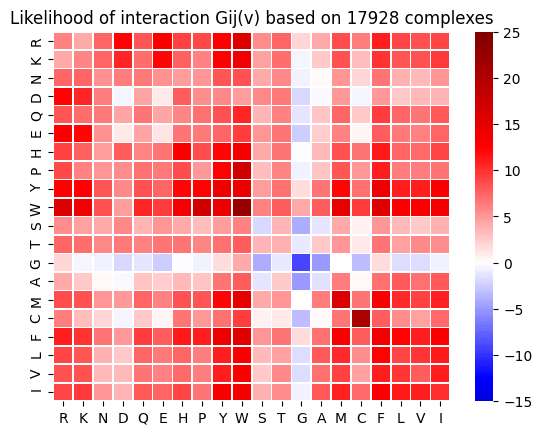 Likelihood of interaction Gij(v) based on 17928 complexes
R
K
N
D
Q
E
H
P
Y
W
S
T
G
A
M
C
F
L
V
I
R K N D Q E H P Y W S T G A M C F L V I
25
20
15
10
5
0
−5
−10
−15